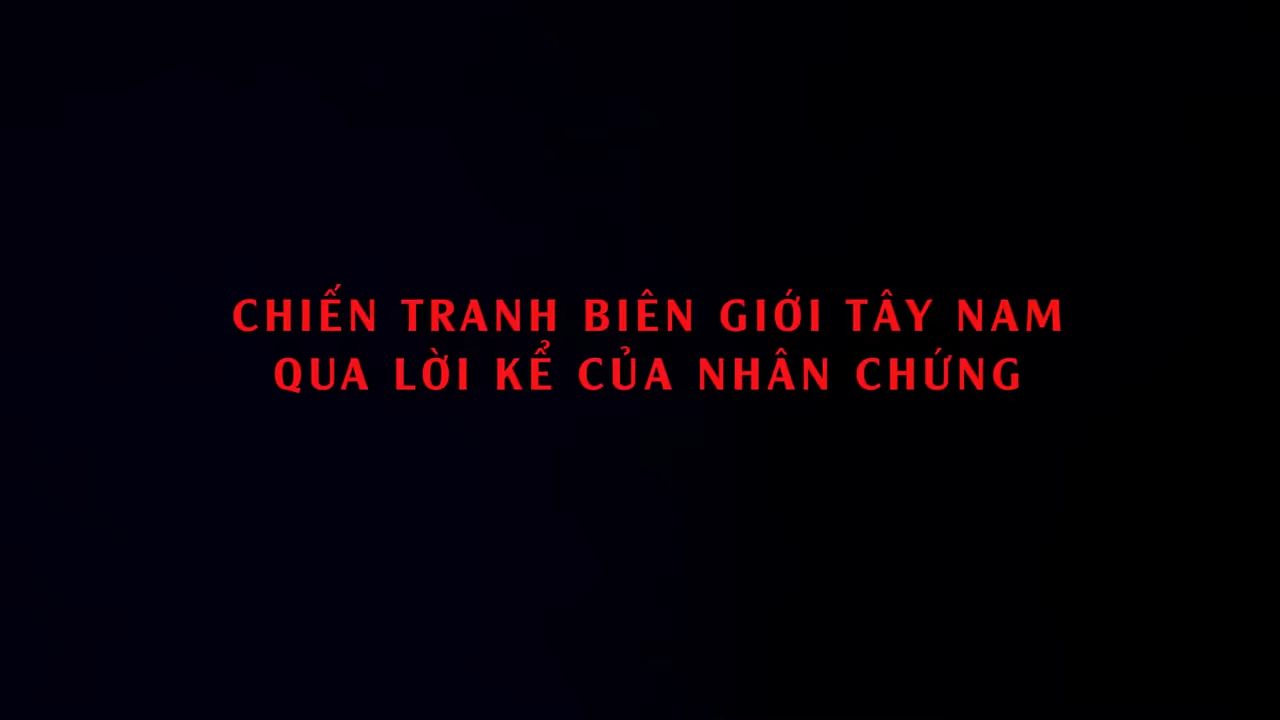 CHIẾN TRANH BIÊN GIỚI TÂY NAM
QUA LỜI KỂ CỦA NHÂN CHỨNG